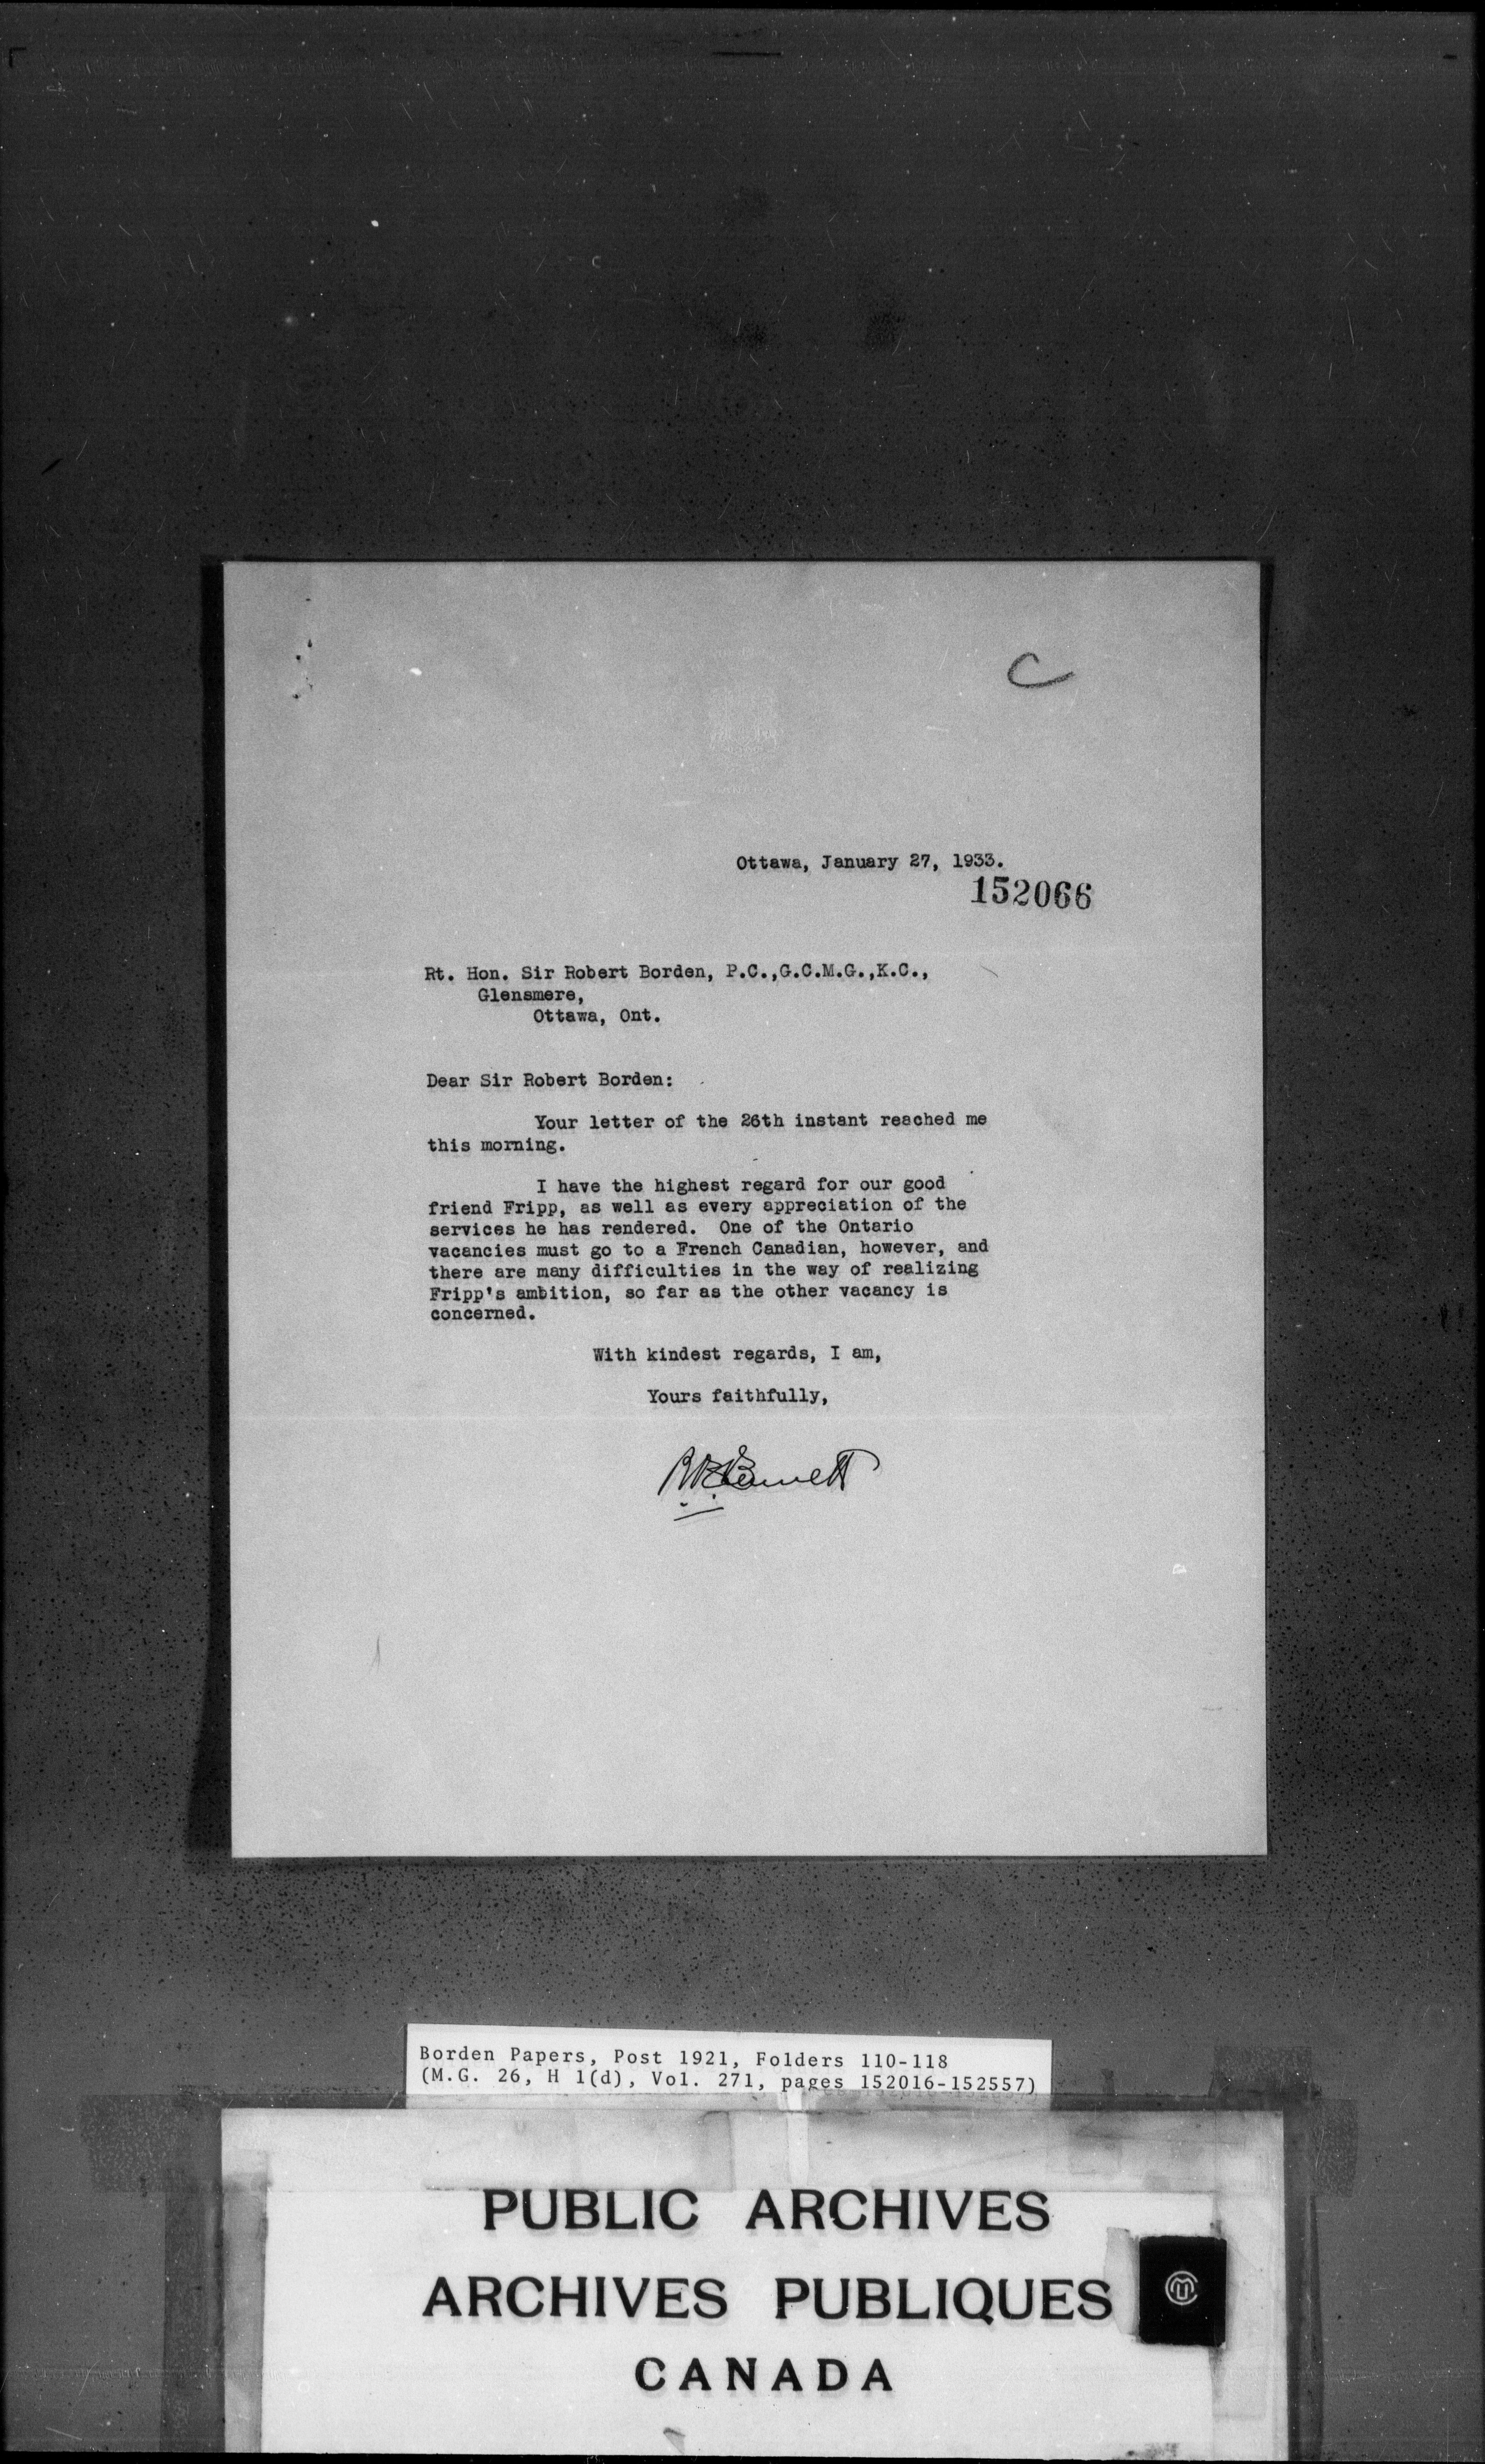 C
Ottawa, January 27, 1933.
152066
Rt. Hon. Sir Robert Borden, P.C.,G.C.M.G.,K.C.,
Glensmere,
Ottawa, Ont.
Dear Sir Robert Borden:
Your letter of the 26th instant reached me
this morning.
I have the highest regard for our good
friend Fripp, as well as every appreciation of the
services he has rendered. One of the Ontario
vacancies must go to a French Canadian, however, and
there are many difficulties in the way of realizing
Fripp's ambition, so far as the other vacancy is
concerned.
With kindest regards, I am,
Yours faithfully,
R.B. Bennett
Borden Papers, Post 1921, Folders 110-118
(M.G. 26, H 1(d), Vol. 271, pages 152016-152557)
PUBLIC ARCHIVES
ARCHIVES PUBLIQUES
CANADA